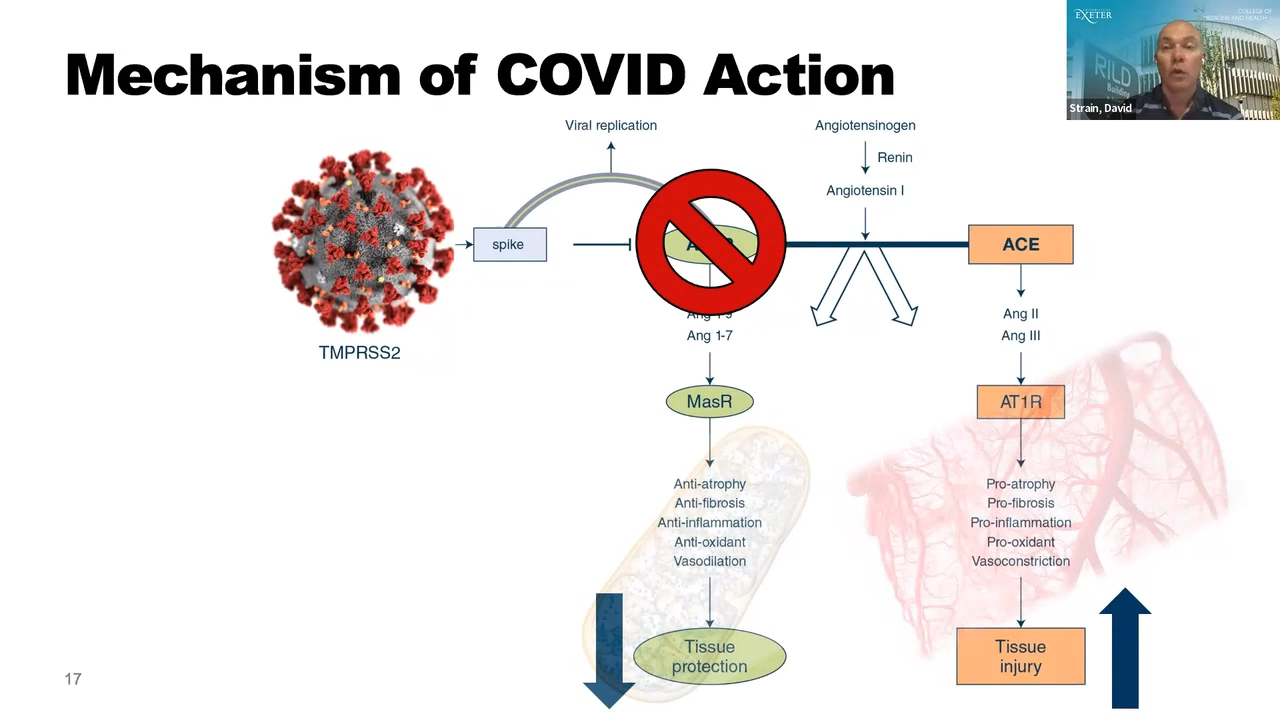 Mechanism of COVID Action
EXETER
COLLEGE OF
MEDICINE AND HEALTH
RILD
Building
Strain, David
Viral replication
Angiotensinogen
Renin
Angiotensin I
spike
ACE
TMPRSS2
Ang 1-9
Ang 1-7
Ang II
Ang III
MasR
AT1R
Anti-atrophy
Anti-fibrosis
Anti-inflammation
Anti-oxidant
Vasodilation
Pro-atrophy
Pro-fibrosis
Pro-inflammation
Pro-oxidant
Vasoconstriction
Tissue
protection
Tissue
injury
17